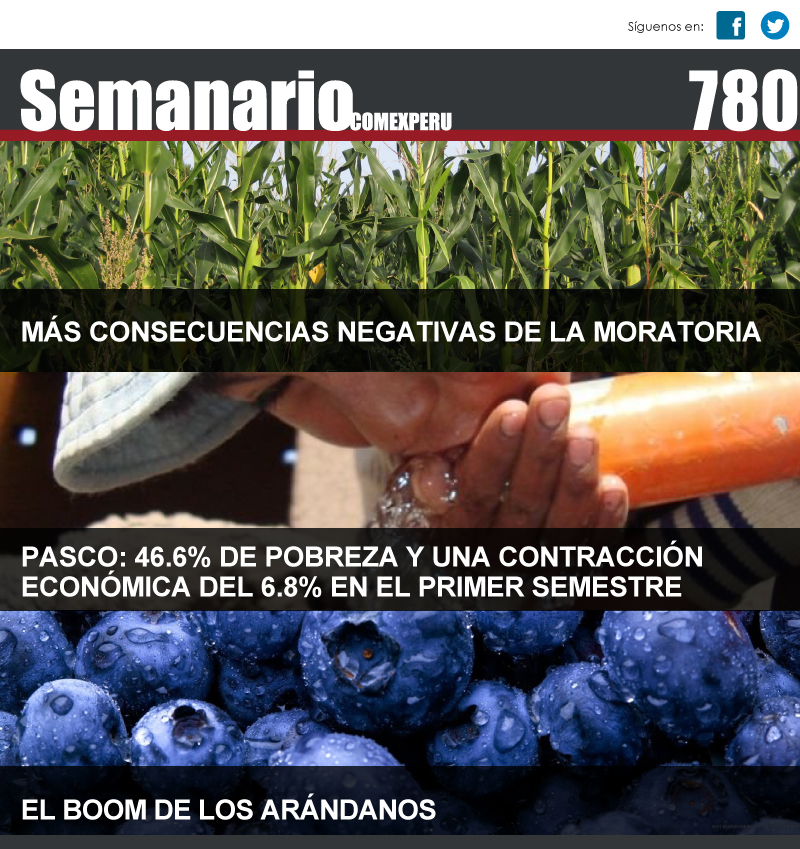 Síguenos en:
Semanario COMEXPERU
780
MÁS CONSECUENCIAS NEGATIVAS DE LA MORATORIA
PASCO: 46.6% DE POBREZA Y UNA CONTRACCIÓN
ECONÓMICA DEL 6.8% EN EL PRIMER SEMESTRE
EL BOOM DE LOS ARÁNDANOS